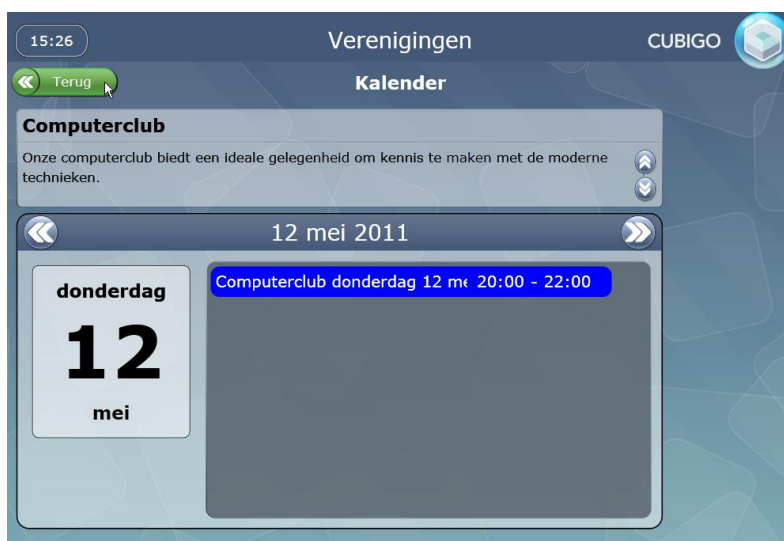 15:26
Verenigingen
CUBIGO
Terug
Kalender
Computerclub
Onze computerclub biedt een ideale gelegenheid om kennis te maken met de moderne
technieken.
12 mei 2011
donderdag
12
mei
Computerclub donderdag 12 me 20:00 - 22:00